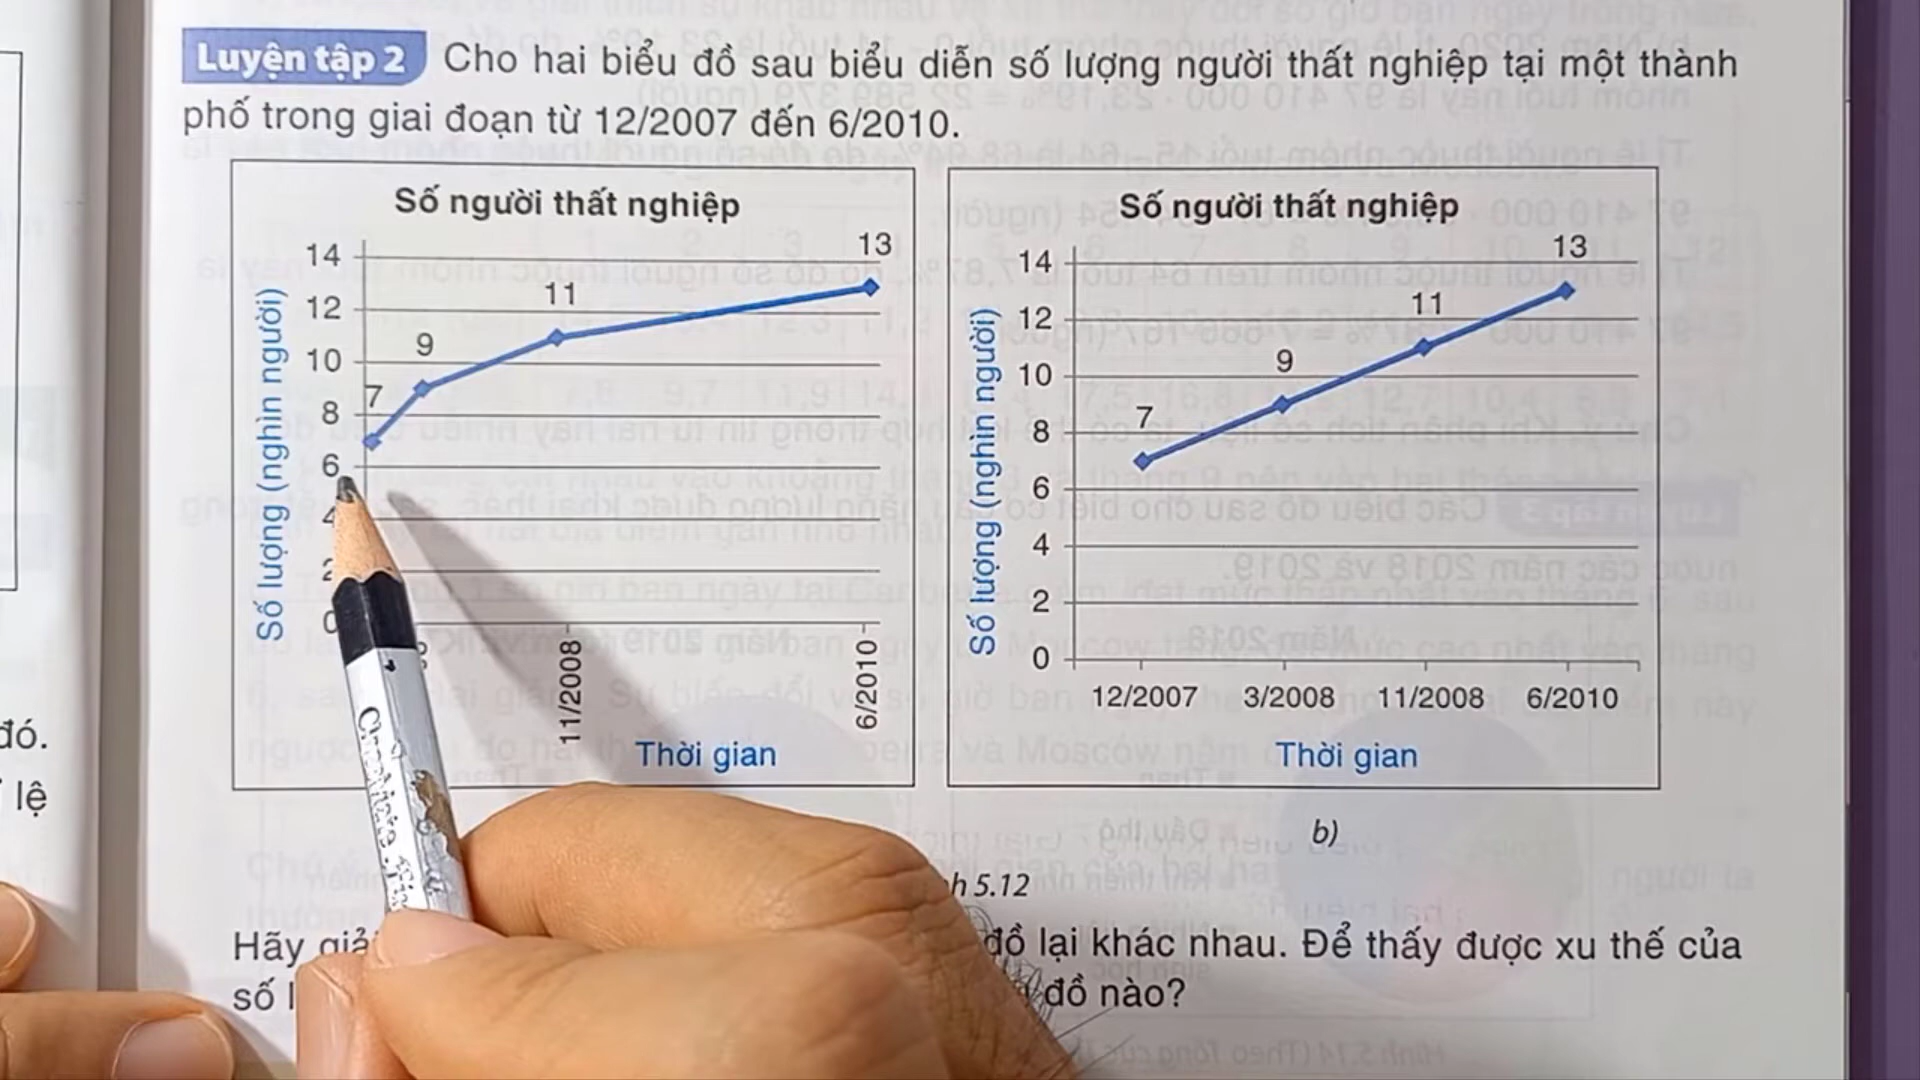 Luyện tập 2 Cho hai biểu đồ sau biểu diễn số lượng người thất nghiệp tại một thành
phố trong giai đoạn từ 12/2007 đến 6/2010.
Số người thất nghiệp
Số lượng (nghìn người)
14
12
10
8
6
4
2
0
7
9
11
13
11/2008
6/2010
Thời gian
Số người thất nghiệp
Số lượng (nghìn người)
14
12
10
8
6
4
2
0
7
9
11
13
12/2007 3/2008 11/2008 6/2010
Thời gian
b)
h 5.12
Hãy giải đồ lại khác nhau. Để thấy được xu thế của
số đồ nào?
đó.
lệ